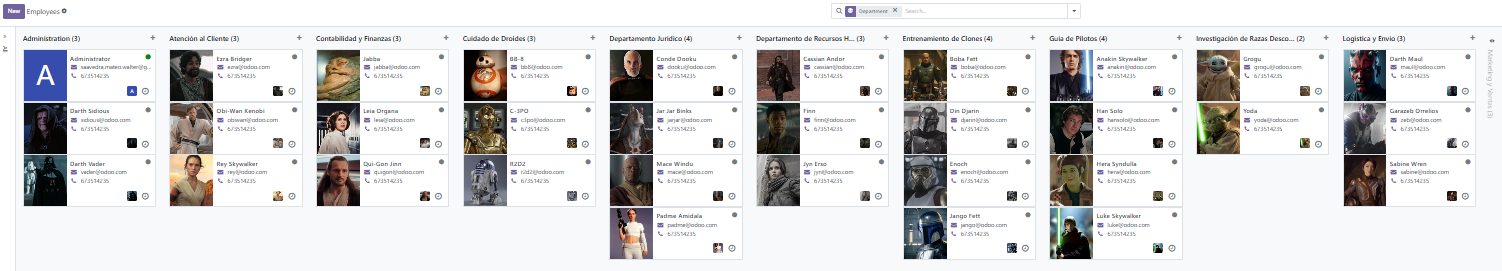 New Employees
Department × Search...
All
Administration (3) +
Administrator
saavedra.mateo.walter@g...
673514235
A
A
Darth Sidious
sidious@odoo.com
673514235
Darth Vader
vader@odoo.com
673514235
Atención al Cliente (3) +
Ezra Bridger
ezra@odoo.com
673514235
Obi-Wan Kenobi
obiwan@odoo.com
673514235
Rey Skywalker
rey@odoo.com
673514235
Contabilidad y Finanzas (3) +
Jabba
jabba@odoo.com
673514235
Leia Organa
leia@odoo.com
673514235
Qui-Gon Jinn
quigon@odoo.com
673514235
Cuidado de Droides (3) +
BB-8
bb8@odoo.com
673514235
C-3PO
c3po@odoo.com
673514235
R2D2
r2d2@odoo.com
673514235
Departamento Jurídico (4) +
Conde Dooku
dooku@odoo.com
673514235
Jar Jar Binks
jarjar@odoo.com
673514235
Mace Windu
mace@odoo.com
673514235
Padme Amidala
padme@odoo.com
673514235
Departamento de Recursos H... (3) +
Cassian Andor
cassian@odoo.com
673514235
Finn
finn@odoo.com
673514235
Jyn Erso
jyn@odoo.com
673514235
Entrenamiento de Clones (4) +
Boba Fett
boba@odoo.com
673514235
Din Djarin
djarin@odoo.com
673514235
Enoch
enoch@odoo.com
673514235
Jango Fett
jango@odoo.com
673514235
Guia de Pilotos (4) +
Anakin Skywalker
anakin@odoo.com
673514235
Han Solo
hansolo@odoo.com
673514235
Hera Syndulla
hera@odoo.com
673514235
Luke Skywalker
luke@odoo.com
673514235
Investigación de Razas Desco... (2) +
Grogu
grogu@odoo.com
673514235
Yoda
yoda@odoo.com
673514235
Logistica y Envio (3) +
Darth Maul
maul@odoo.com
673514235
Garazeb Orrelios
zeb@odoo.com
673514235
Sabine Wren
sabine@odoo.com
673514235
Marketing y Ventas (3)